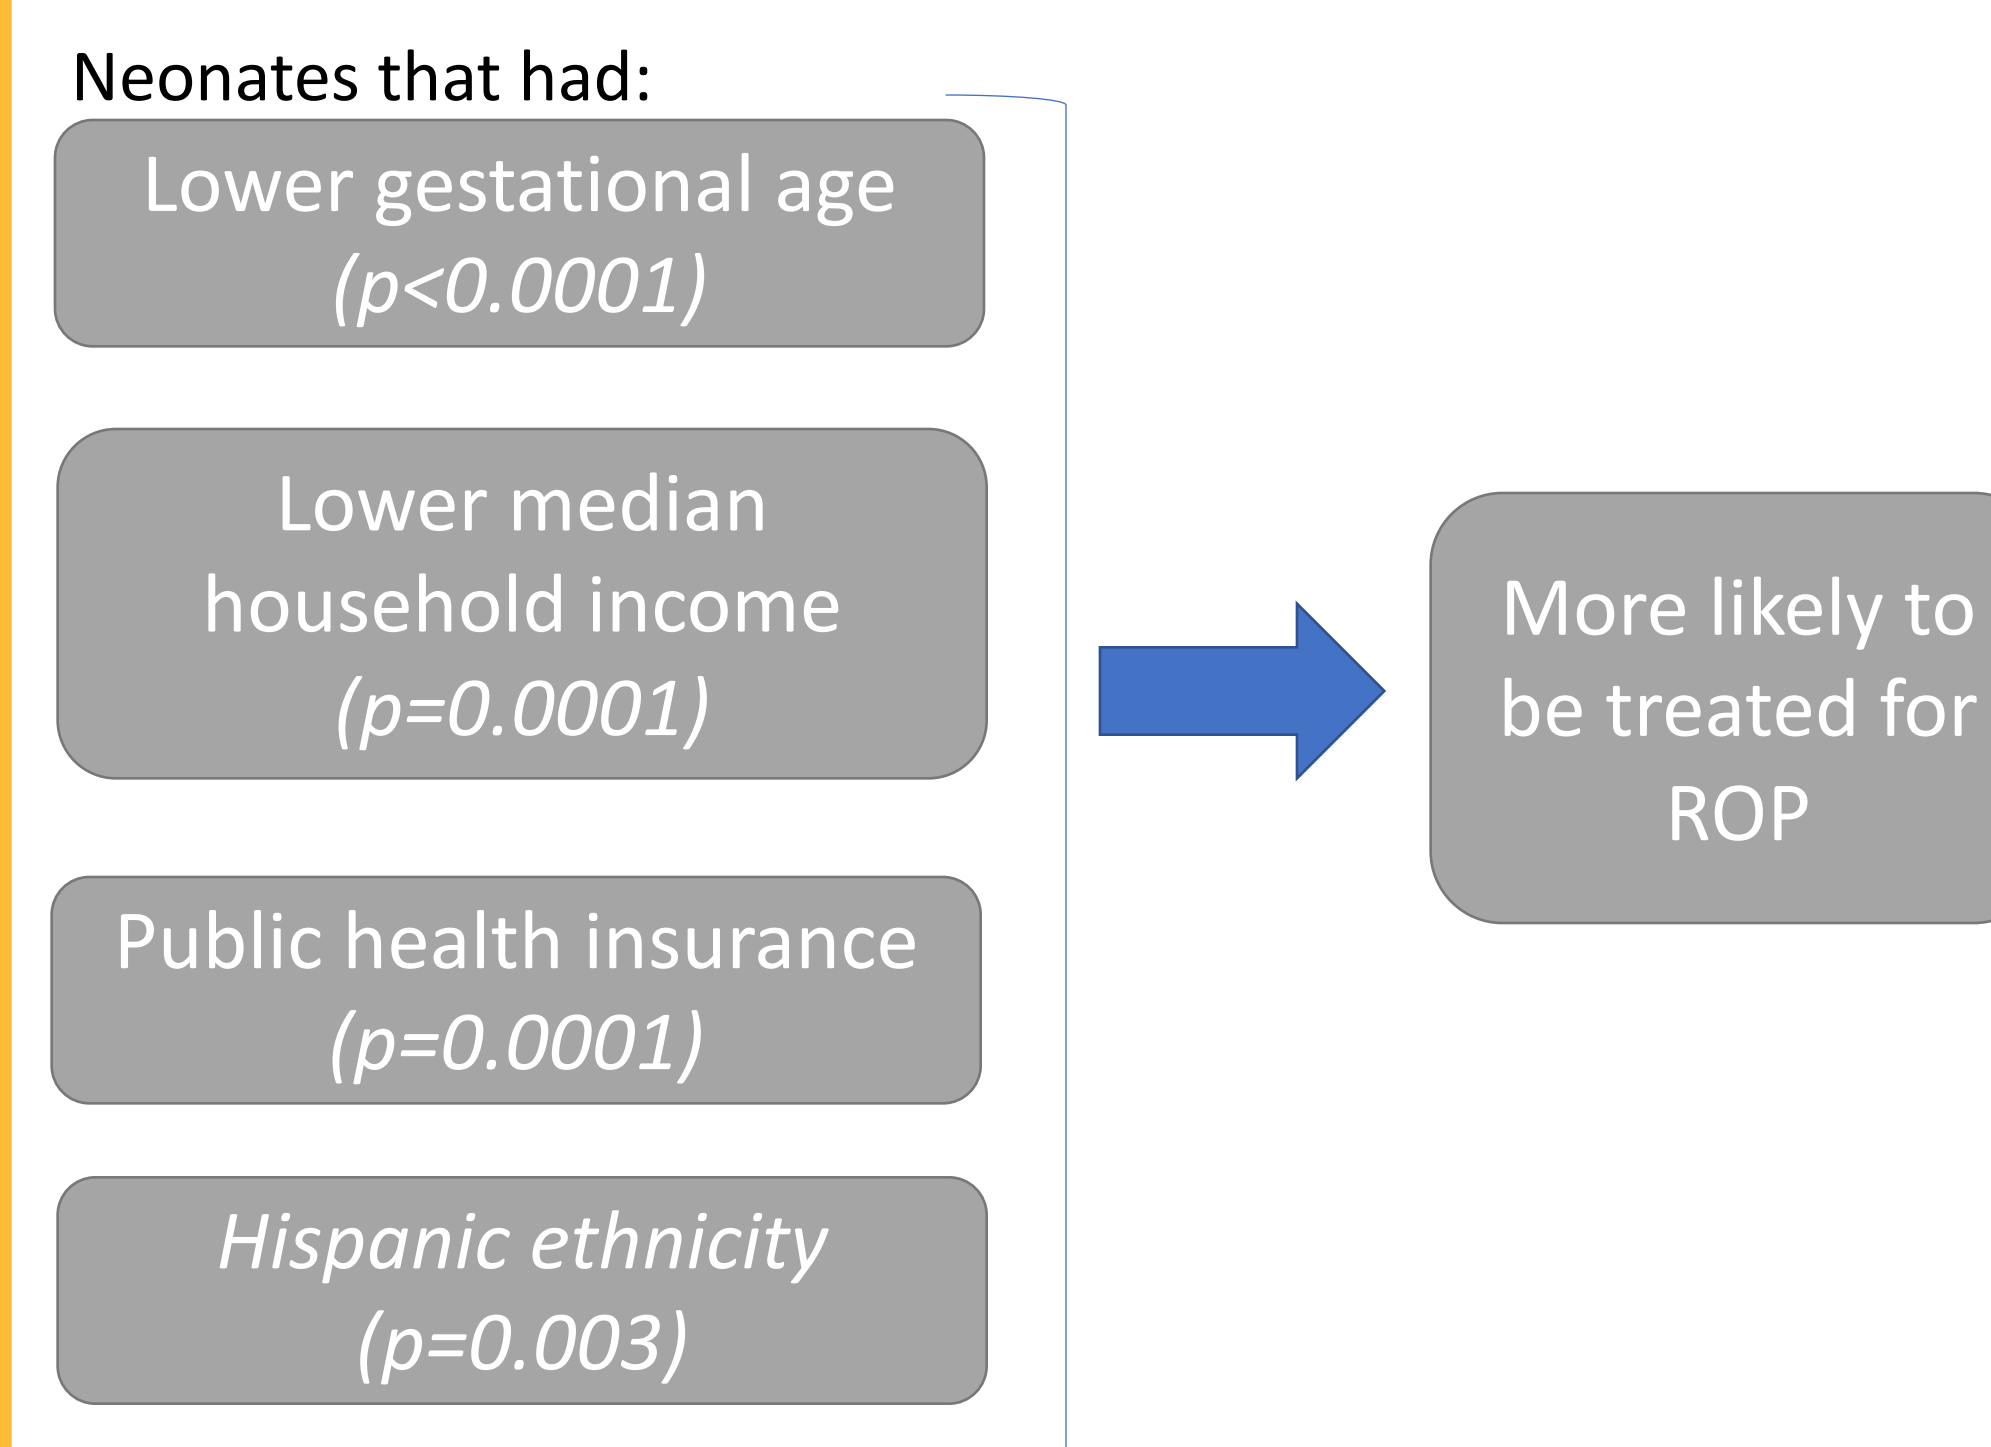 Neonates that had:
Lower gestational age
(p<0.0001)
Lower median
household income
(p=0.0001)
Public health insurance
(p=0.0001)
Hispanic ethnicity
(p=0.003)
More likely to
be treated for
ROP